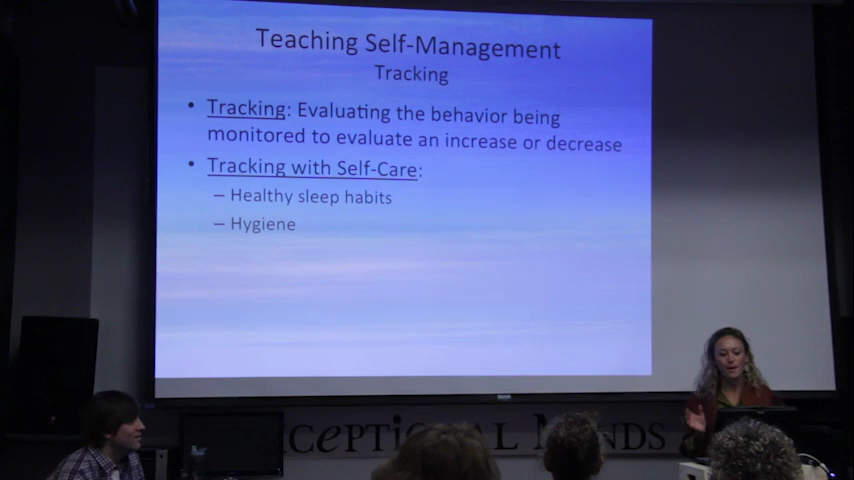 Teaching Self-Management
Tracking
• Tracking: Evaluating the behavior being
monitored to evaluate an increase or decrease
• Tracking with Self-Care:
– Healthy sleep habits
– Hygiene